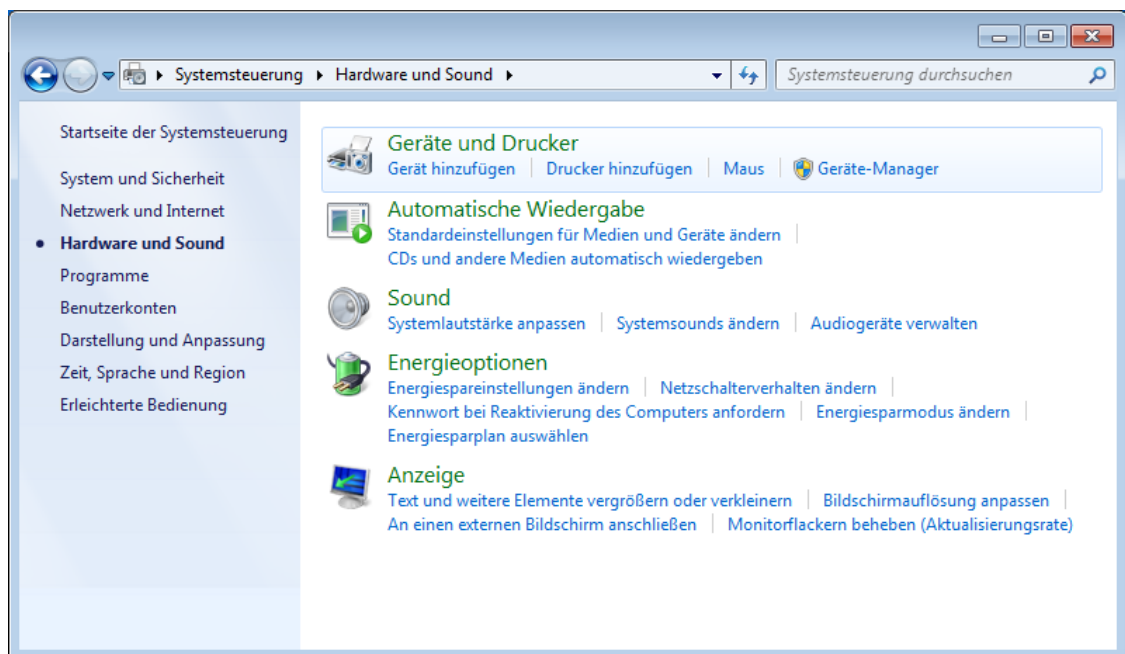 Systemsteuerung Hardware und Sound Systemsteuerung durchsuchen
Startseite der Systemsteuerung
System und Sicherheit
Netzwerk und Internet
Hardware und Sound
Programme
Benutzerkonten
Darstellung und Anpassung
Zeit, Sprache und Region
Erleichterte Bedienung
Geräte und Drucker
Gerät hinzufügen Drucker hinzufügen Maus Geräte-Manager
Automatische Wiedergabe
Standardeinstellungen für Medien und Geräte ändern
CDs und andere Medien automatisch wiedergeben
Sound
Systemlautstärke anpassen Systemsounds ändern Audiogeräte verwalten
Energieoptionen
Energiespareinstellungen ändern Netzschalterverhalten ändern
Kennwort bei Reaktivierung des Computers anfordern Energiesparmodus ändern
Energiesparplan auswählen
Anzeige
Text und weitere Elemente vergrößern oder verkleinern Bildschirmauflösung anpassen
An einen externen Bildschirm anschließen Monitorflackern beheben (Aktualisierungsrate)